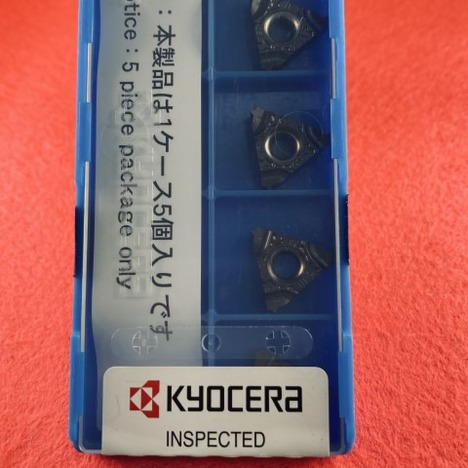 ：本製品は1ケース5個入りです
otice : 5 piece package only
KYOCERA
INSPECTED